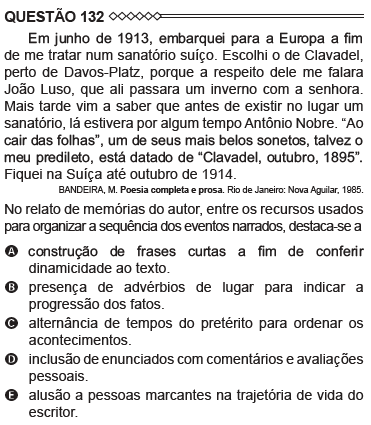 QUESTÃO 132
Em junho de 1913, embarquei para a Europa a fim
de me tratar num sanatório suíço. Escolhi o de Clavadel,
perto de Davos-Platz, porque a respeito dele me falara
João Luso, que ali passara um inverno com a senhora.
Mais tarde vim a saber que antes de existir no lugar um
sanatório, lá estivera por algum tempo Antônio Nobre. “Ao
cair das folhas”, um de seus mais belos sonetos, talvez o
meu predileto, está datado de “Clavadel, outubro, 1895”.
Fiquei na Suíça até outubro de 1914.
BANDEIRA, M. Poesia completa e prosa. Rio de Janeiro: Nova Aguilar, 1985.
No relato de memórias do autor, entre os recursos usados
para organizar a sequência dos eventos narrados, destaca-se a
A construção de frases curtas a fim de conferir
dinamicidade ao texto.
B presença de advérbios de lugar para indicar a
progressão dos fatos.
C alternância de tempos do pretérito para ordenar os
acontecimentos.
D inclusão de enunciados com comentários e avaliações
pessoais.
E alusão a pessoas marcantes na trajetória de vida do
escritor.